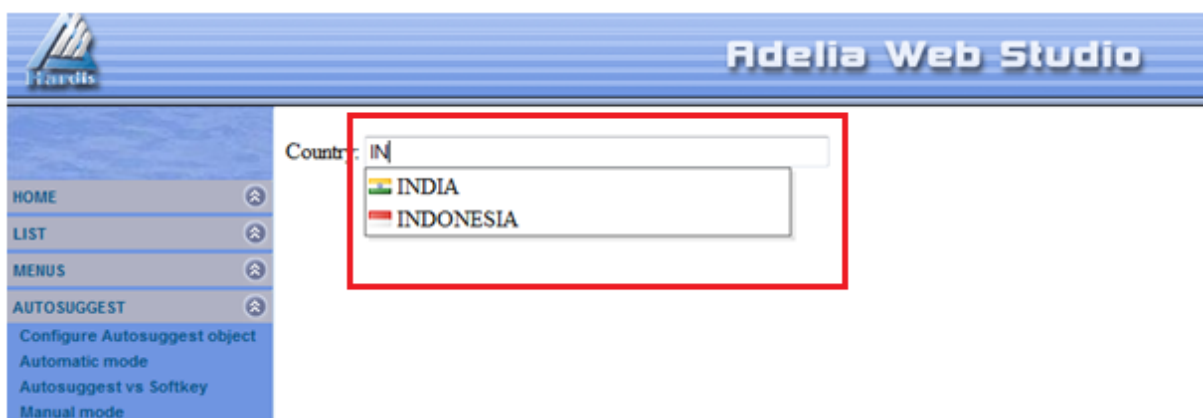 Hardis
Adelia Web Studio
Country: IN
INDIA
INDONESIA
HOME
LIST
MENUS
AUTOSUGGEST
Configure Autosuggest object
Automatic mode
Autosuggest vs Softkey
Manual mode